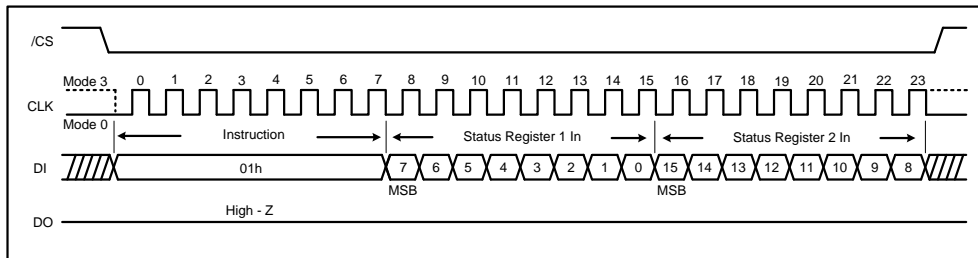 /CS
Mode 3 0 1 2 3 4 5 6 7 8 9 10 11 12 13 14 15 16 17 18 19 20 21 22 23
CLK
Mode 0
Instruction Status Register 1 In Status Register 2 In
DI 01h 7 6 5 4 3 2 1 0 15 14 13 12 11 10 9 8
MSB MSB
High - Z
DO